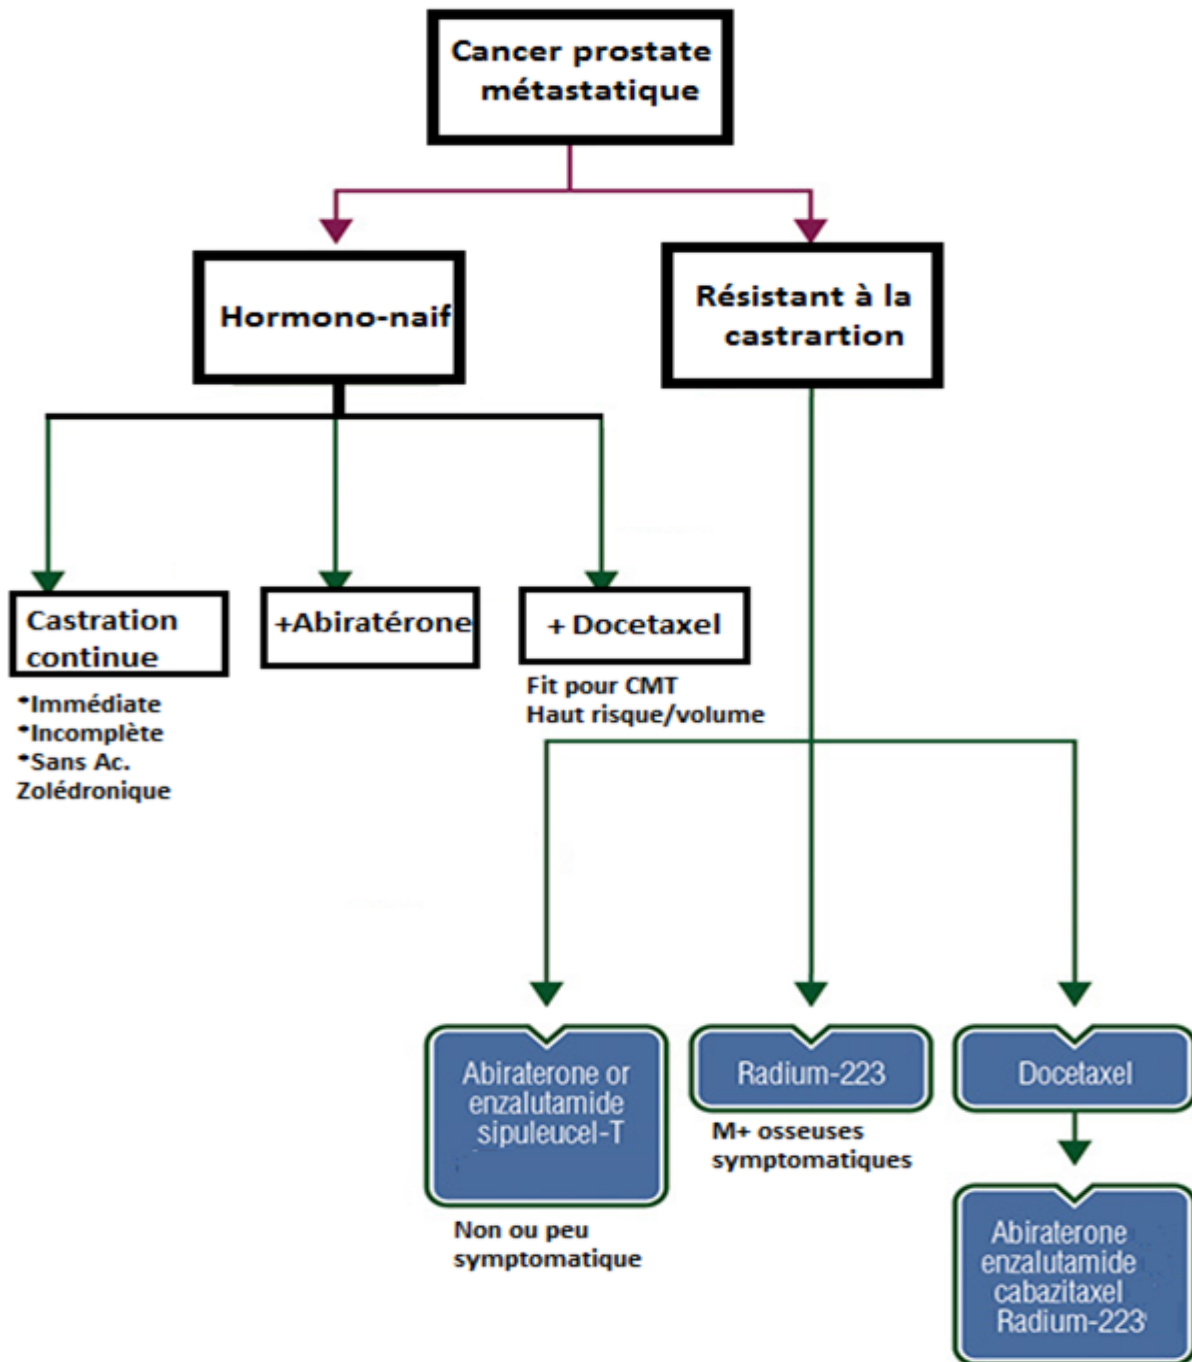 Cancer prostate
métastatique
Hormono-naif
Résistant à la
castrartion
Castration
continue
+Abiratérone
+ Docetaxel
*Immédiate
*Incomplète
*Sans Ac.
Zolédronique
Fit pour CMT
Haut risque/volume
Abiraterone or
enzalutamide
sipuleucel-T
Non ou peu
symptomatique
Radium-223
M+ osseuses
symptomatiques
Docetaxel
Abiraterone
enzalutamide
cabazitaxel
Radium-223